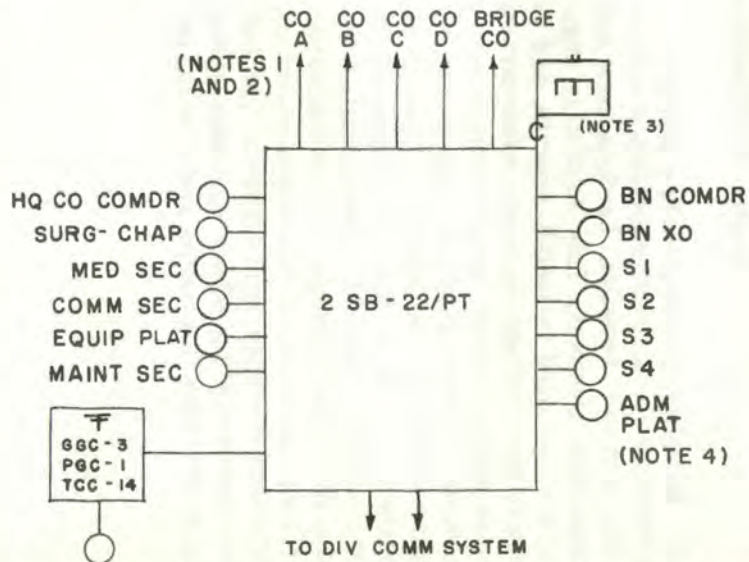 CO CO CO CO BRIDGE
A B C D CO
(NOTES 1
AND 2)
C
(NOTE 3)
HQ CO COMDR
SURG- CHAP
MED SEC
COMM SEC
EQUIP PLAT
MAINT SEC
2 SB-22/PT
BN COMDR
BN XO
S1
S2
S3
S4
ADM
PLAT
(NOTE 4)
GGC-3
PGC-1
TCC-14
TO DIV COMM SYSTEM